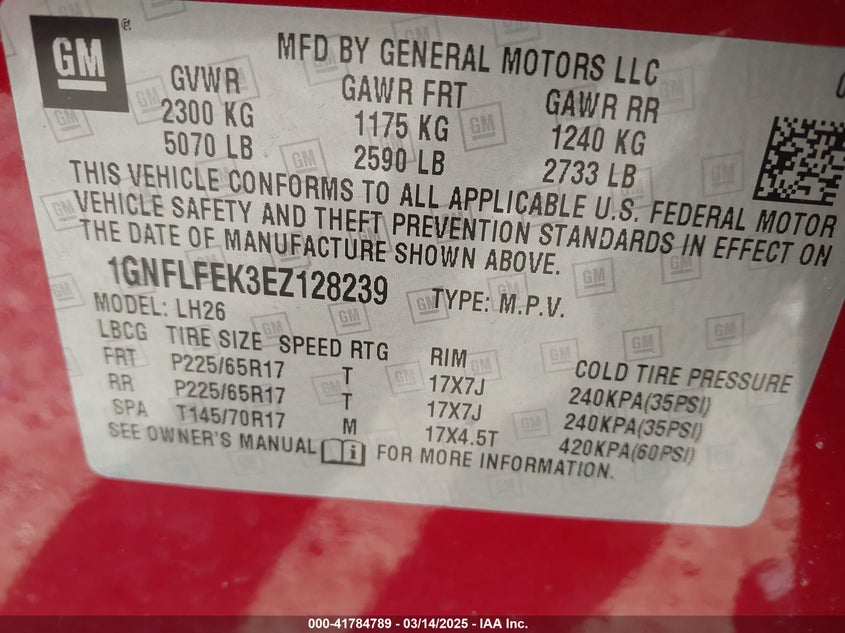 GM®
MFD BY GENERAL MOTORS LLC
GVWR GAWR FRT GAWR RR
2300 KG 1175 KG 1240 KG
5070 LB 2590 LB 2733 LB
THIS VEHICLE CONFORMS TO ALL APPLICABLE U.S. FEDERAL MOTOR
VEHICLE SAFETY AND THEFT PREVENTION STANDARDS IN EFFECT ON
THE DATE OF MANUFACTURE SHOWN ABOVE.
1GNFLFEK3EZ128239 TYPE: M.P.V.
MODEL: LH26
LBCG TIRE SIZE SPEED RTG RIM COLD TIRE PRESSURE
FRT P225/65R17 T 17X7J 240KPA(35PSI)
RR P225/65R17 T 17X7J 240KPA(35PSI)
SPA T145/70R17 M 17X4.5T 420KPA(60PSI)
SEE OWNER'S MANUAL FOR MORE INFORMATION.
000-41784789 — 03/14/2025 — IAA Inc.